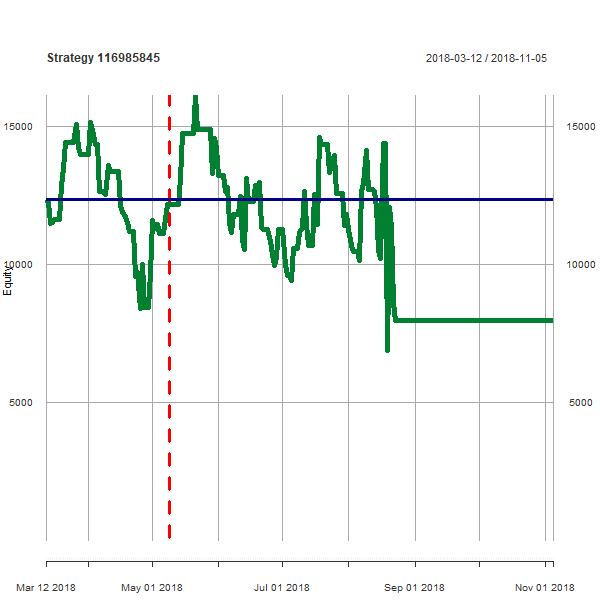 Strategy 116985845
2018-03-12 / 2018-11-05
15000
15000
10000
10000
Equity
5000
5000
Mar 12 2018
May 01 2018
Jul 01 2018
Sep 01 2018
Nov 01 2018